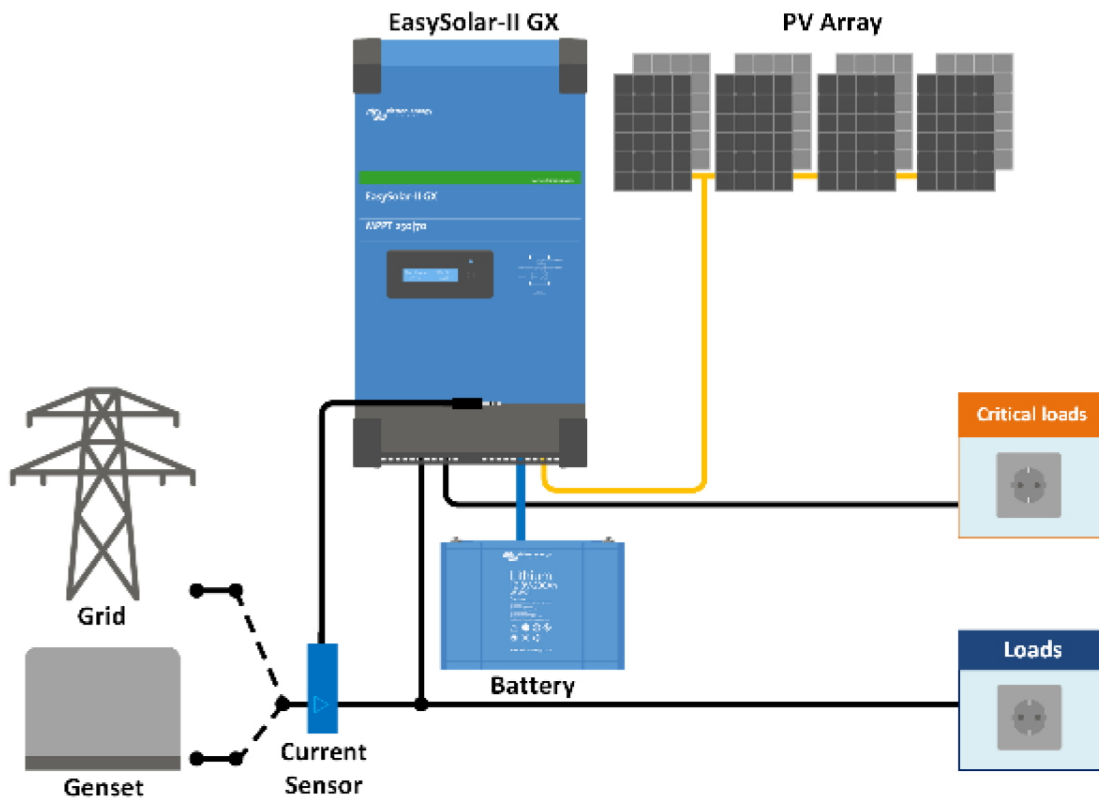 EasySolar-II GX
PV Array
EasySolar-II GX
MPPT 250|70
Critical loads
Grid
Lithium
Battery
Loads
Current
Sensor
Genset